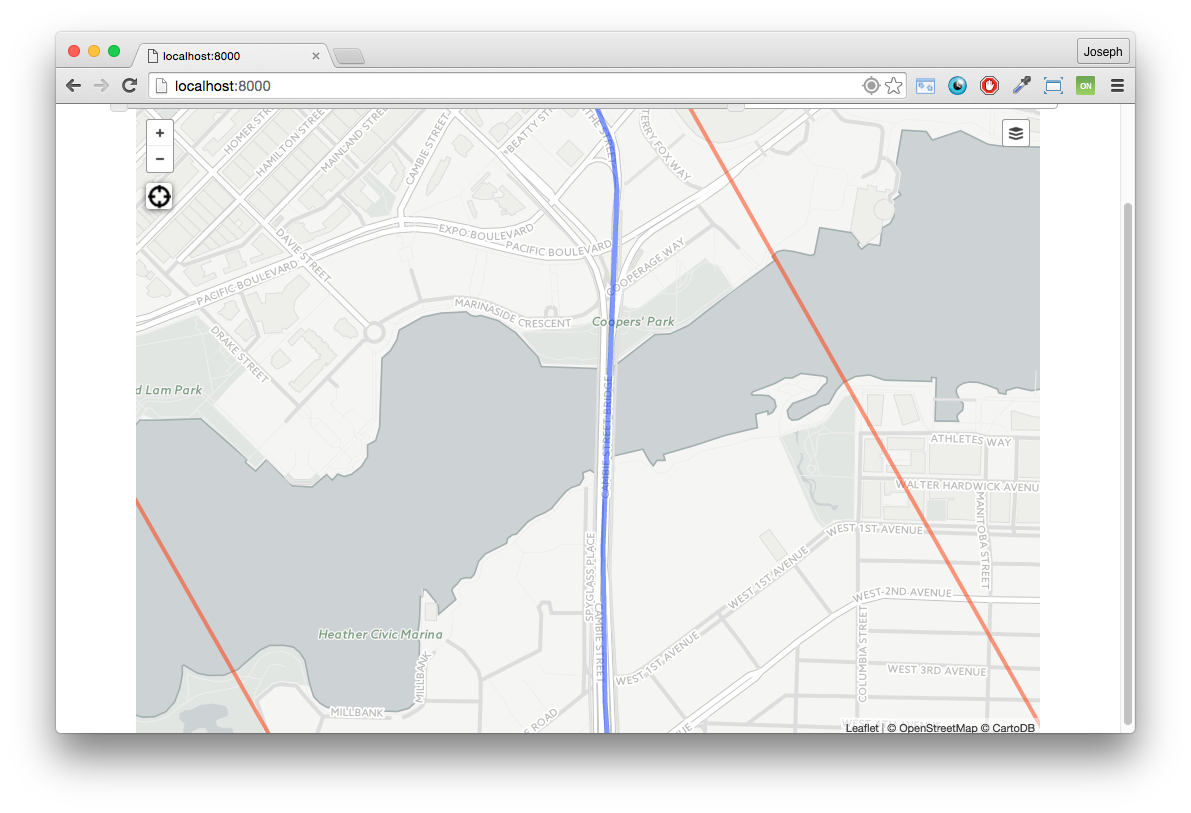 localhost:8000
Joseph
localhost:8000
ON
+
−
HOMER STR
HAMILTON STREET
MAINLAND STREET
CAMBIE STREET
BEATTY STREET
THE STREET
TERRY FOX WAY
EXPO BOULEVARD
PACIFIC BOULEVARD
COOPERAGE WAY
DAVIE STREET
PACIFIC BOULEVARD
MARINASIDE CRESCENT
Coopers' Park
DRAKE STREET
d Lam Park
CAMBIE STREET BRIDGE
ATHLETES WAY
WALTER HARDWICK AVENU
MANITOBA STREET
WEST 1ST AVENUE
WEST 1ST AVENUE
SPYGLASS PLACE
CAMBIE STREET
WEST 2ND AVENUE
COLUMBIA STREET
Heather Civic Marina
WEST 1ST AVENUE
MILLBANK
WEST 3RD AVENUE
MILLBANK
ROAD
AVENUE
Leaflet | © OpenStreetMap © CartoDB